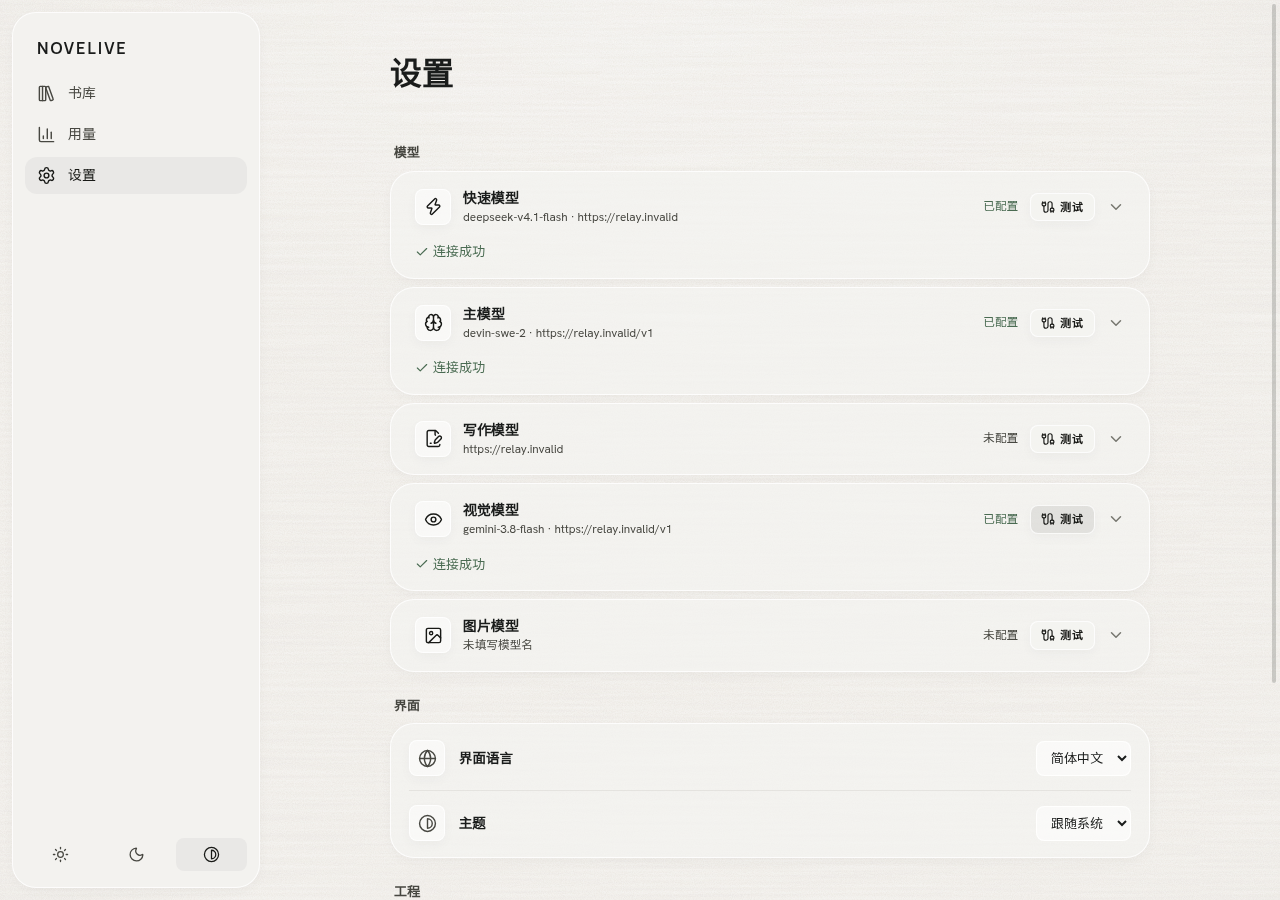 NOVELIVE
书库
用量
设置
设置
模型
快速模型
deepseek-v4.1-flash · https://relay.invalid
已配置
测试
连接成功
主模型
devin-swe-2 · https://relay.invalid/v1
已配置
测试
连接成功
写作模型
https://relay.invalid
未配置
测试
视觉模型
gemini-3.8-flash · https://relay.invalid/v1
已配置
测试
连接成功
图片模型
未填写模型名
未配置
测试
界面
界面语言
简体中文
主题
跟随系统
工程